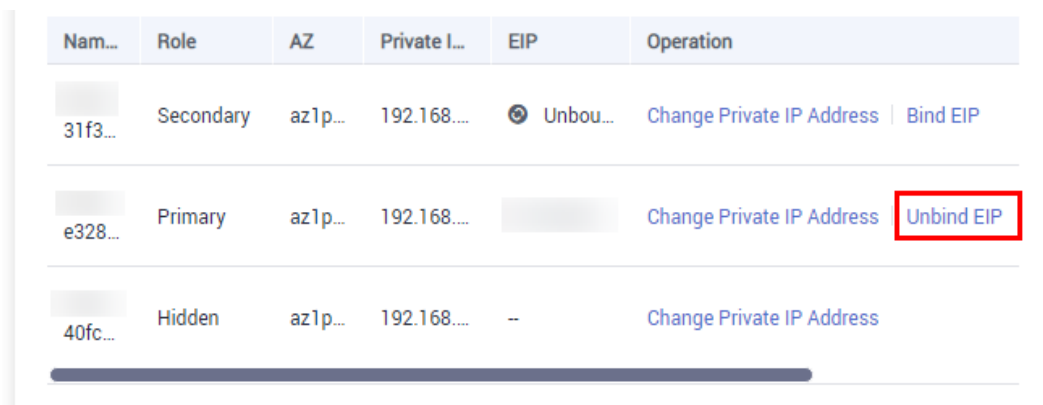 Nam... Role AZ Private I... EIP Operation
31f3... Secondary az1p... 192.168.... Unbou... Change Private IP Address Bind EIP
e328... Primary az1p... 192.168.... Change Private IP Address Unbind EIP
40fc... Hidden az1p... 192.168.... -- Change Private IP Address